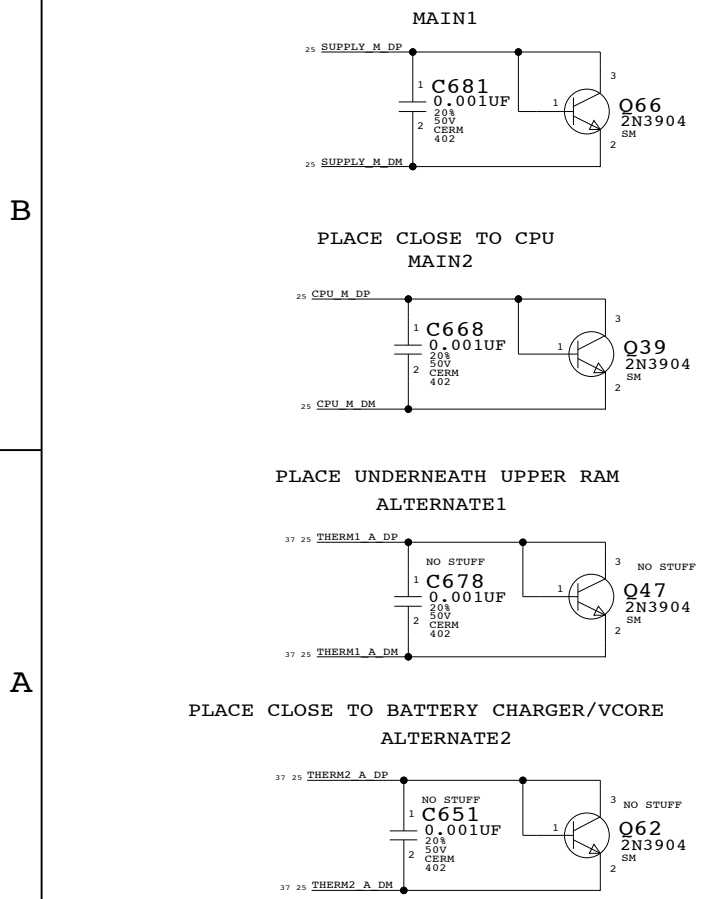 MAIN1
25 SUPPLY_M_DP
1 C681
0.001UF
20%
50V
CERM
402
2
3
1
Q66
2N3904
SM
2
25 SUPPLY_M_DM
B
PLACE CLOSE TO CPU
MAIN2
25 CPU_M_DP
1 C668
0.001UF
20%
50V
CERM
402
2
3
1
Q39
2N3904
SM
2
25 CPU_M_DM
PLACE UNDERNEATH UPPER RAM
ALTERNATE1
37 25 THERM1_A_DP
NO STUFF
1 C678
0.001UF
20%
50V
CERM
402
2
3 NO STUFF
1
Q47
2N3904
SM
2
37 25 THERM1_A_DM
A
PLACE CLOSE TO BATTERY CHARGER/VCORE
ALTERNATE2
37 25 THERM2_A_DP
NO STUFF
1 C651
0.001UF
20%
50V
CERM
402
2
3 NO STUFF
1
Q62
2N3904
SM
2
37 25 THERM2_A_DM